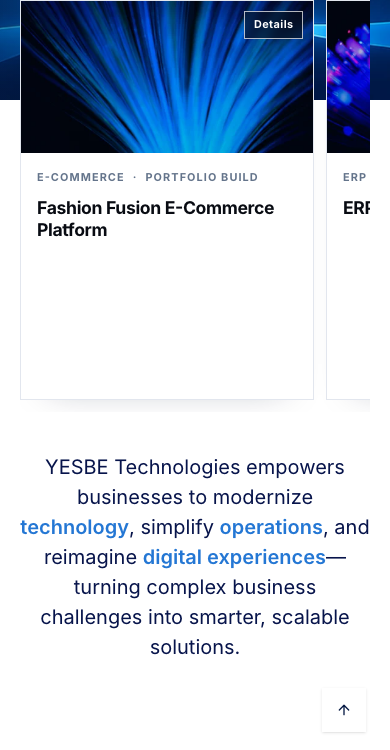 Details
E-COMMERCE · PORTFOLIO BUILD
Fashion Fusion E-Commerce
Platform
ERP
ERP
YESBE Technologies empowers
businesses to modernize
technology, simplify operations, and
reimagine digital experiences—
turning complex business
challenges into smarter, scalable
solutions.